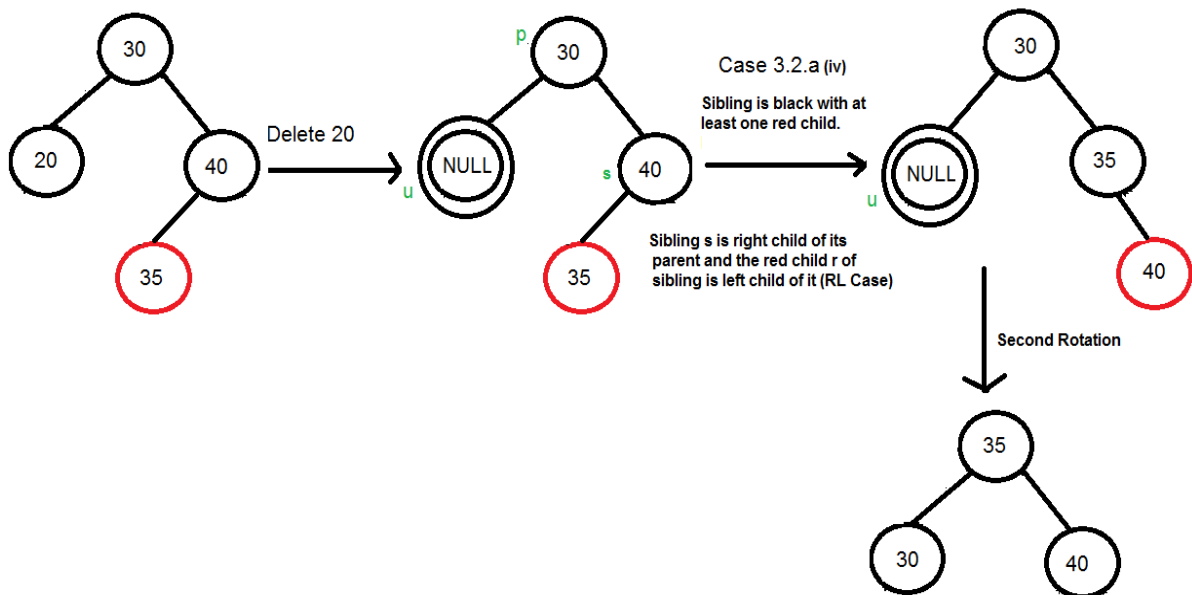 30
20
40
35
Delete 20
p
30
NULL
u
s
40
35
Case 3.2.a (iv)
Sibling is black with at
least one red child.
Sibling s is right child of its
parent and the red child r of
sibling is left child of it (RL Case)
30
NULL
u
35
40
Second Rotation
35
30
40